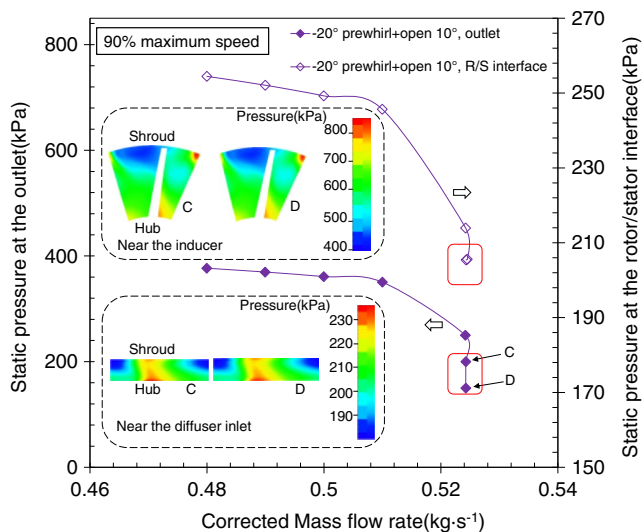 90% maximum speed
-20° prewhirl+open 10°, outlet
-20° prewhirl+open 10°, R/S interface
Static pressure at the outlet(kPa)
800
600
400
200
0
Static pressure at the rotor/stator interface(kPa)
270
250
230
210
190
170
150
Pressure(kPa)
Shroud
Hub
C
D
Near the inducer
800
700
600
500
400
Pressure(kPa)
Shroud
Hub
C
D
Near the diffuser inlet
230
220
210
200
190
C
D
0.46
0.48
0.5
0.52
0.54
Corrected Mass flow rate(kg·s-1)